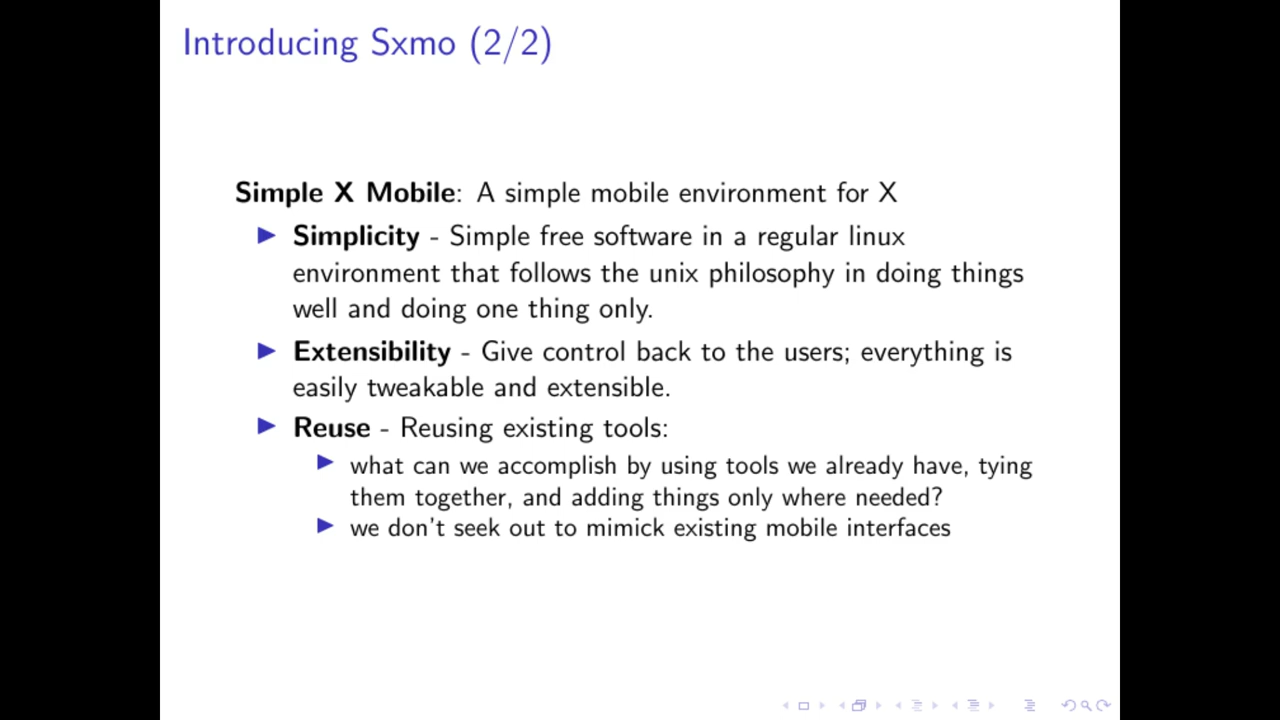 Introducing Sxmo (2/2)
Simple X Mobile: A simple mobile environment for X
Simplicity - Simple free software in a regular linux
environment that follows the unix philosophy in doing things
well and doing one thing only.
Extensibility - Give control back to the users; everything is
easily tweakable and extensible.
Reuse - Reusing existing tools:
what can we accomplish by using tools we already have, tying
them together, and adding things only where needed?
we don't seek out to mimick existing mobile interfaces